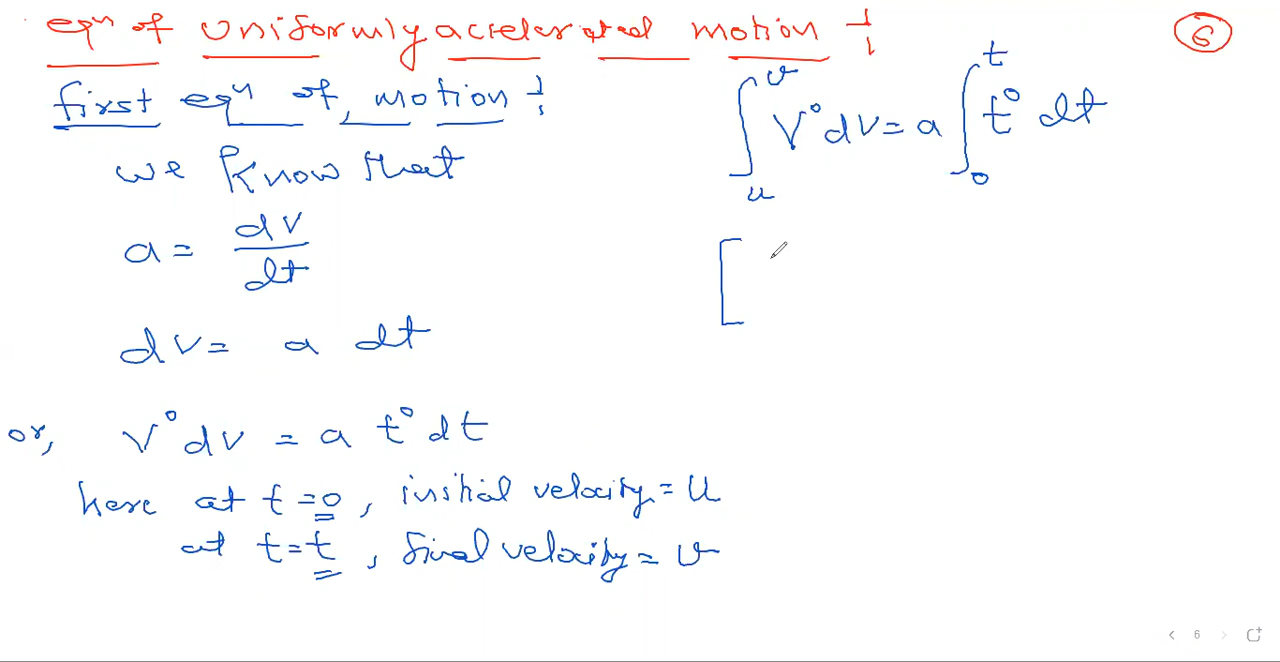 eqⁿ of uniformly accelerated motion :-
6
first eqⁿ of motion :-
we know that
a = dv/dt
dv = a dt
or, v⁰ dv = a t⁰ dt
here at t = 0, initial velocity = u
at t = t, final velocity = v
∫ᵤᵛ v⁰ dv = a ∫₀ᵗ t⁰ dt
[
6